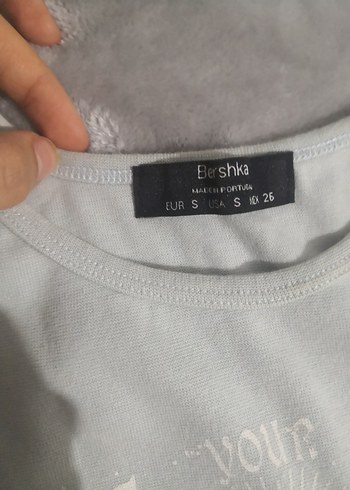 Bershka
MADE IN PORTUGAL
EUR S USA S MEX 26
your